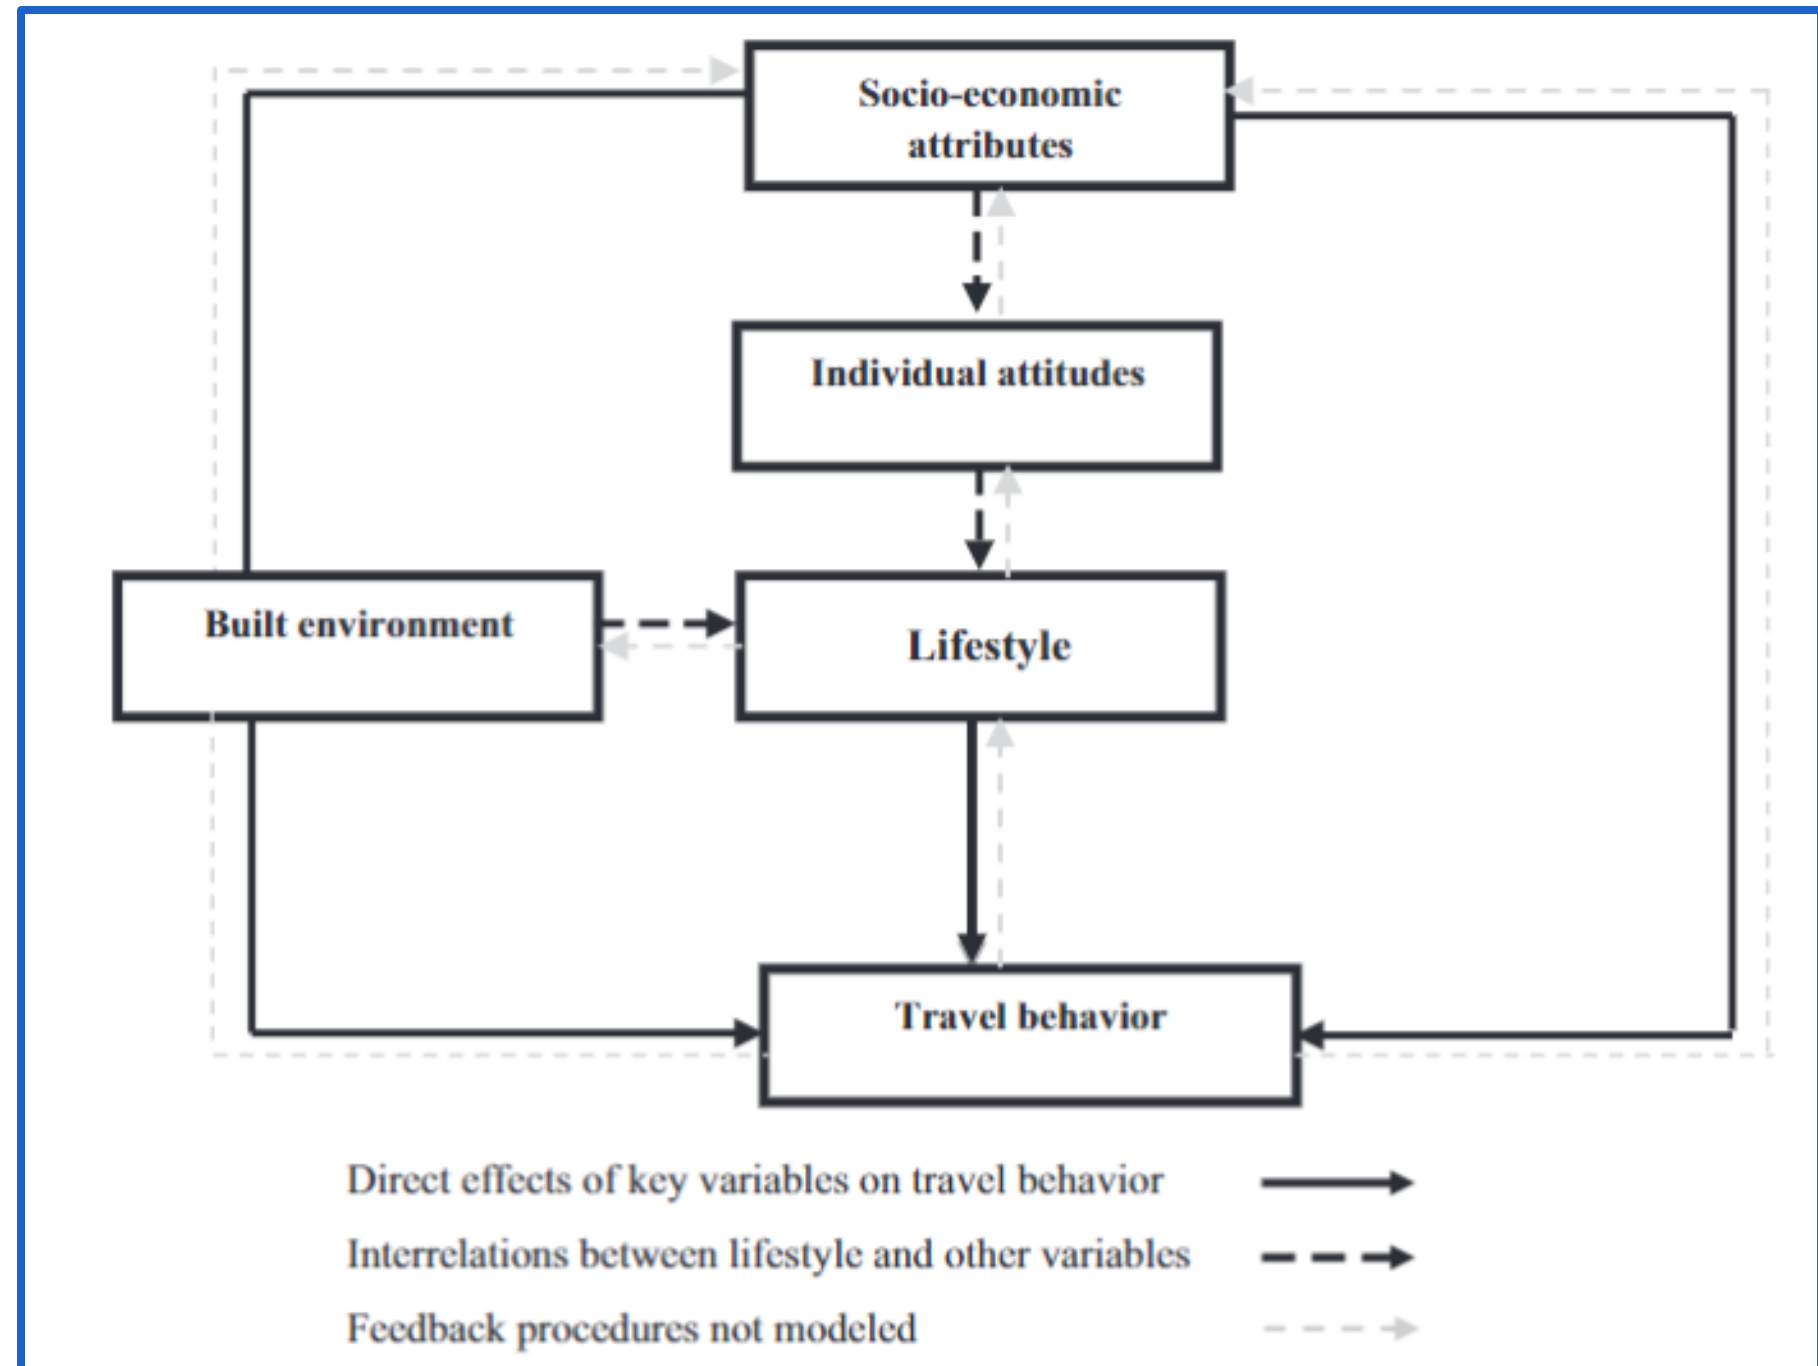 Socio-economic
attributes
Individual attitudes
Built environment
Lifestyle
Travel behavior
Direct effects of key variables on travel behavior
Interrelations between lifestyle and other variables
Feedback procedures not modeled